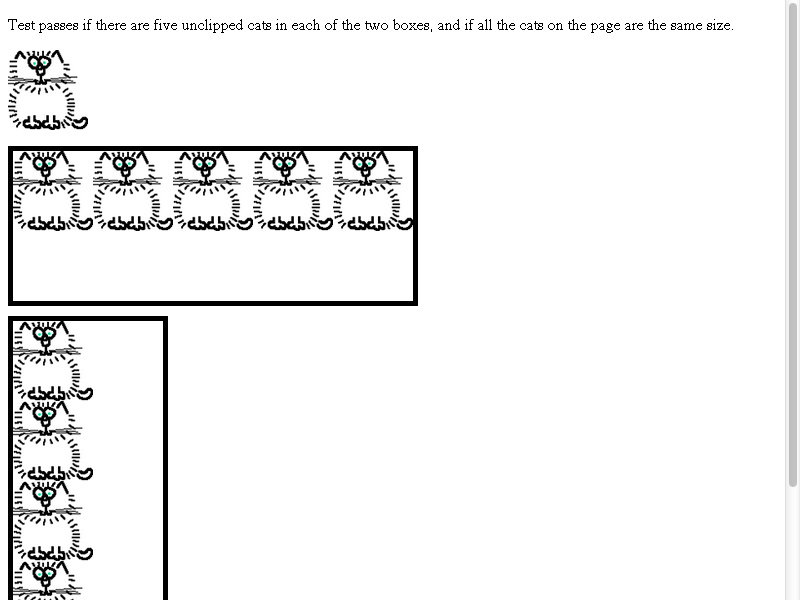 Test passes if there are five unclipped cats in each of the two boxes, and if all the cats on the page are the same size.